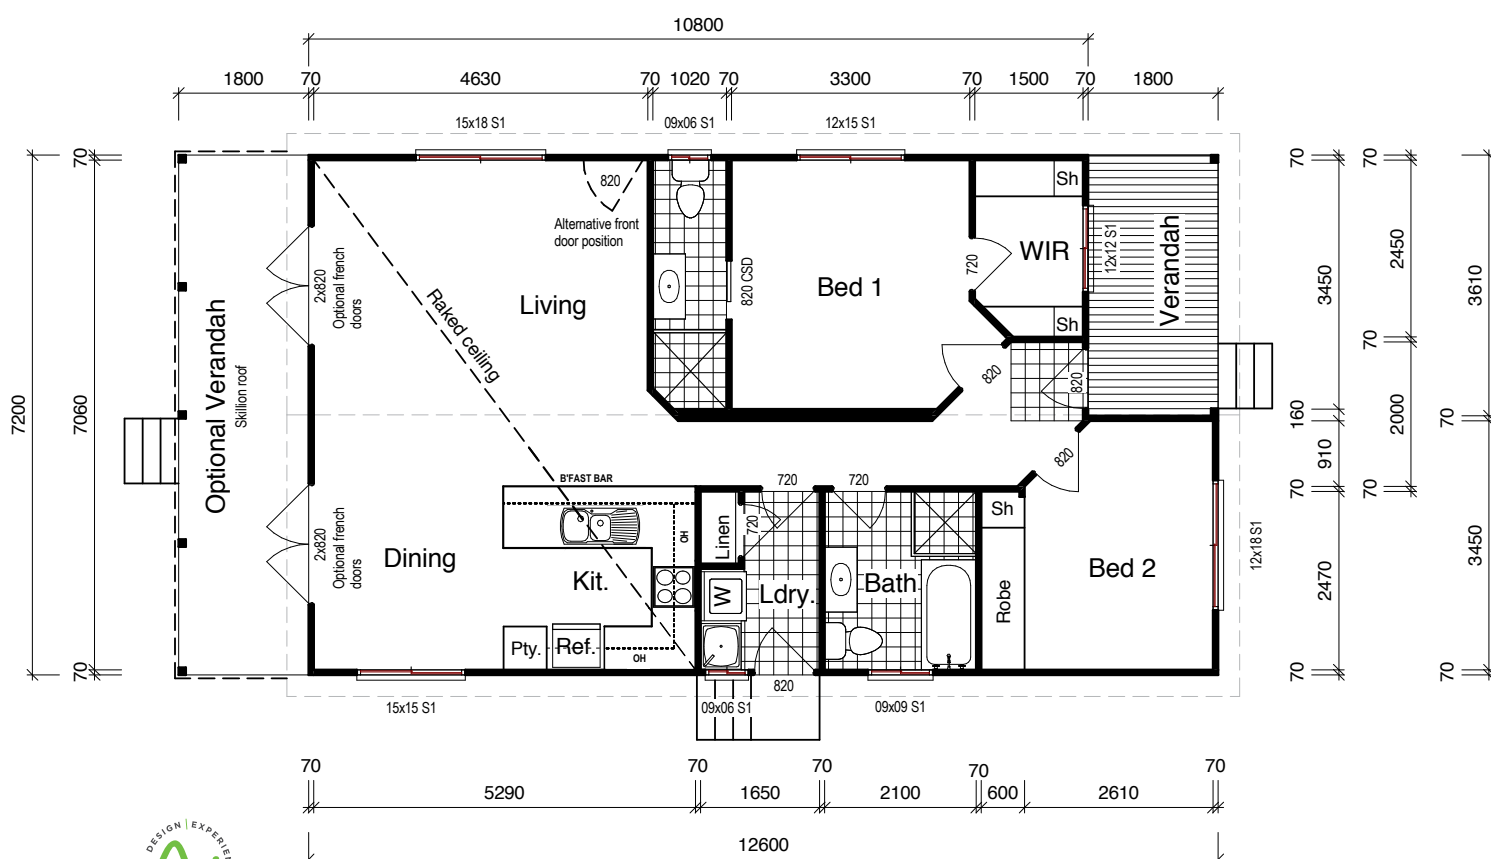 10800
1800 70 4630 70 1020 70 3300 70 1500 70 1800
15x18 S1 09x06 S1 12x15 S1
70 70 70 70
820
Alternative front
door position
Sh
WIR
720
12x12 S1
Verandah
2x820
Optional french
doors
Living
820 CSD
Bed 1
2450
3450
3610
Raked ceiling
Sh
70
Optional Verandah
Skillion roof
820
820
7200
7060
160
2000
70
910
820
B'FAST BAR
720
720
70
70
Linen
720
Sh
OH
2x820
Optional french
doors
Dining
Kit.
W
Ldry.
Bath
Robe
Bed 2
12x18 S1
2470
3450
Pty.
Ref.
OH
70
70
70
70
820
15x15 S1 09x06 S1 09x09 S1
70 70 70 70 70
5290 1650 2100 600 2610
12600
DESIGN | EXPERIEN